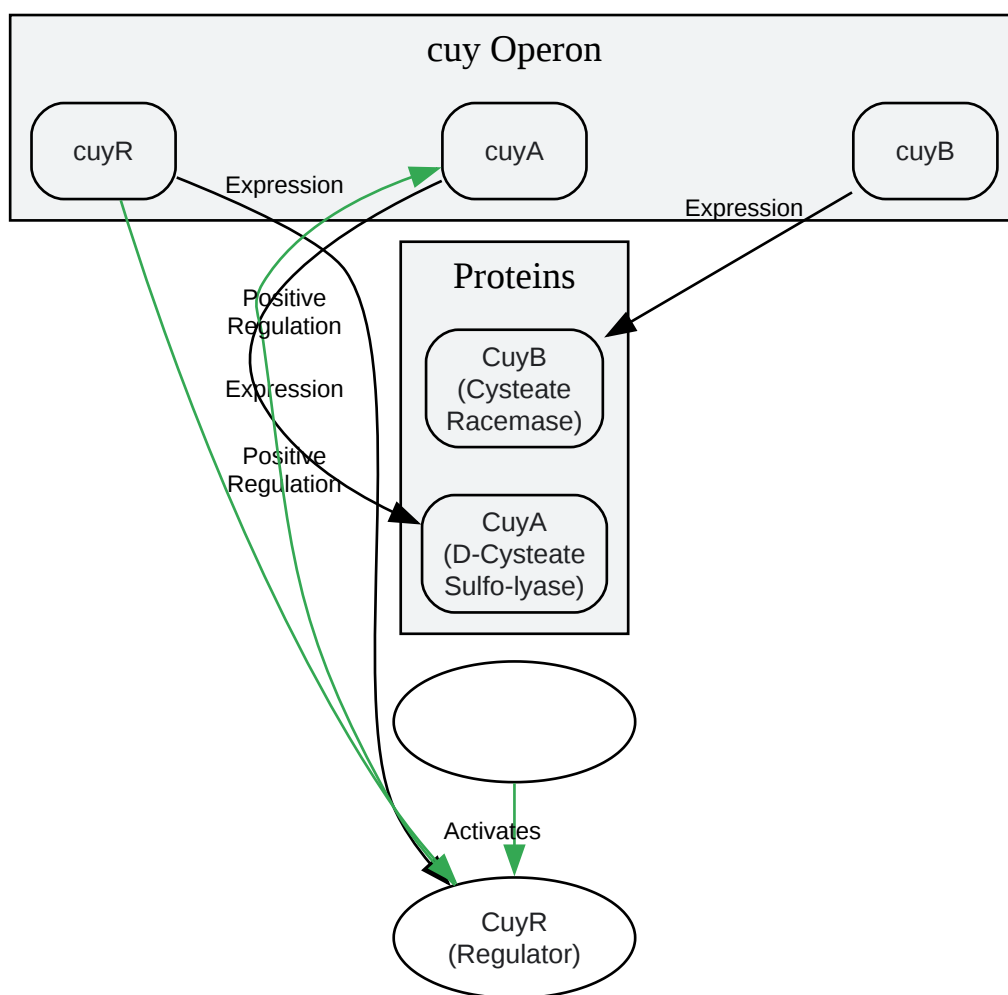 cuy Operon
cuyR
cuyA
cuyB
Expression
Expression
Proteins
Positive
Regulation
CuyB
(Cysteate
Racemase)
Expression
Positive
Regulation
CuyA
(D-Cysteate
Sulfo-lyase)
Activates
CuyR
(Regulator)